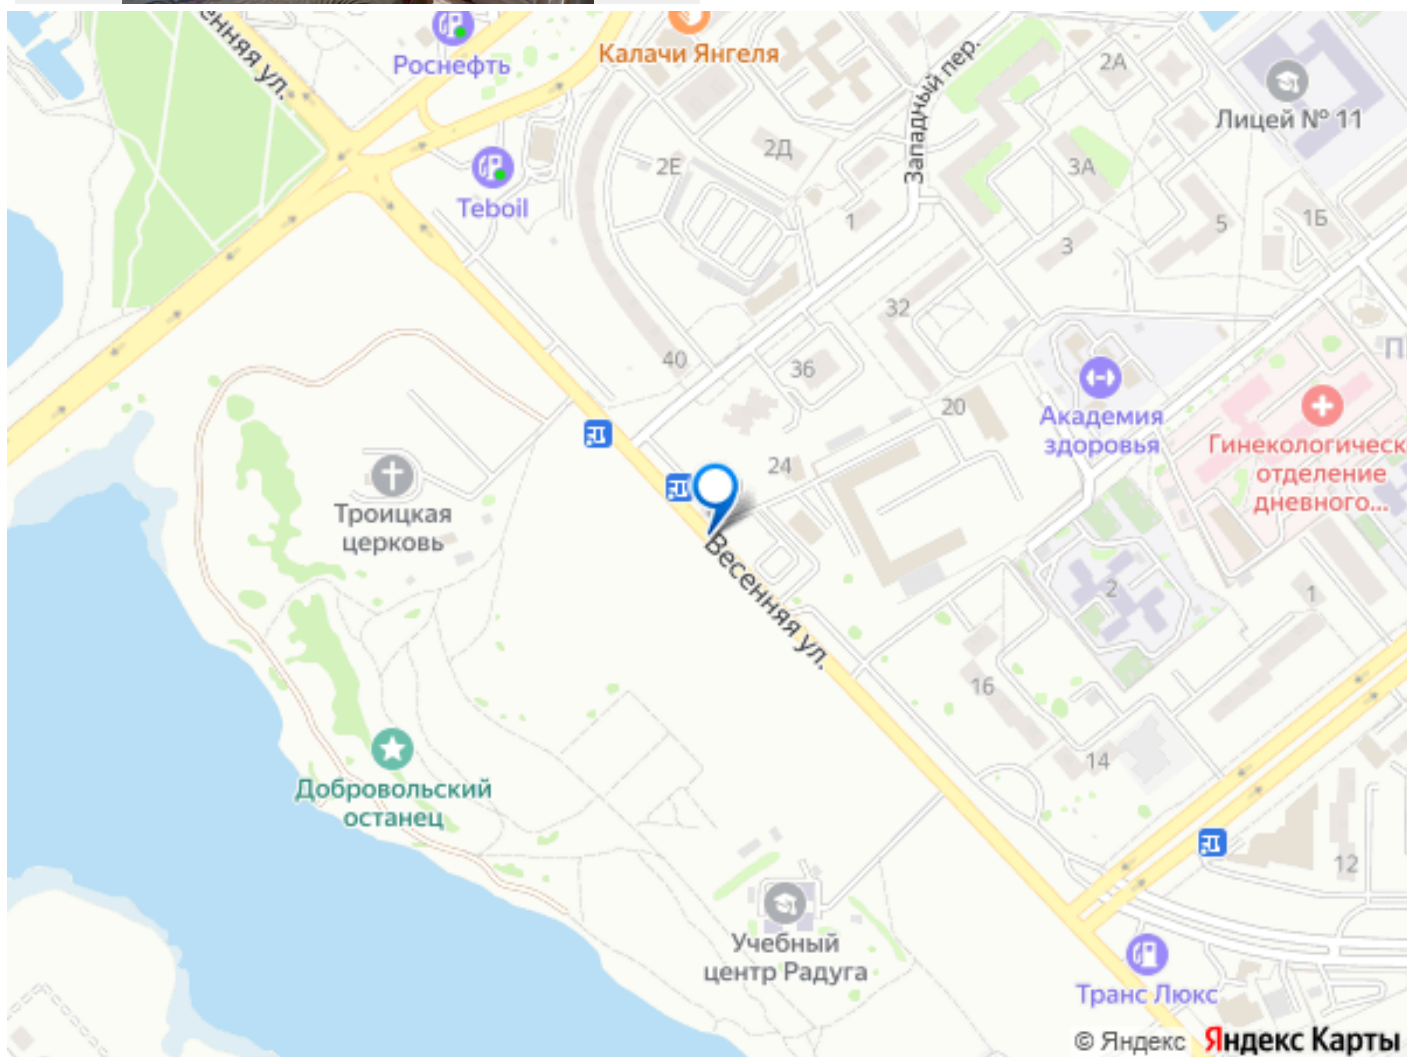 енняя ул.
Роснефть
Калачи Янгеля
Западный пер.
2А
Лицей № 11
2Д
2Е
3А
Teboil
1
5
1Б
3
32
40
36
П
20
Академия
здоровья
Гинекологическ
отделение
дневного...
24
Троицкая
церковь
Весенняя ул.
2
1
16
14
Добровольский
останец
12
Учебный
центр Радуга
Транс Люкс
© Яндекс Яндекс Карты